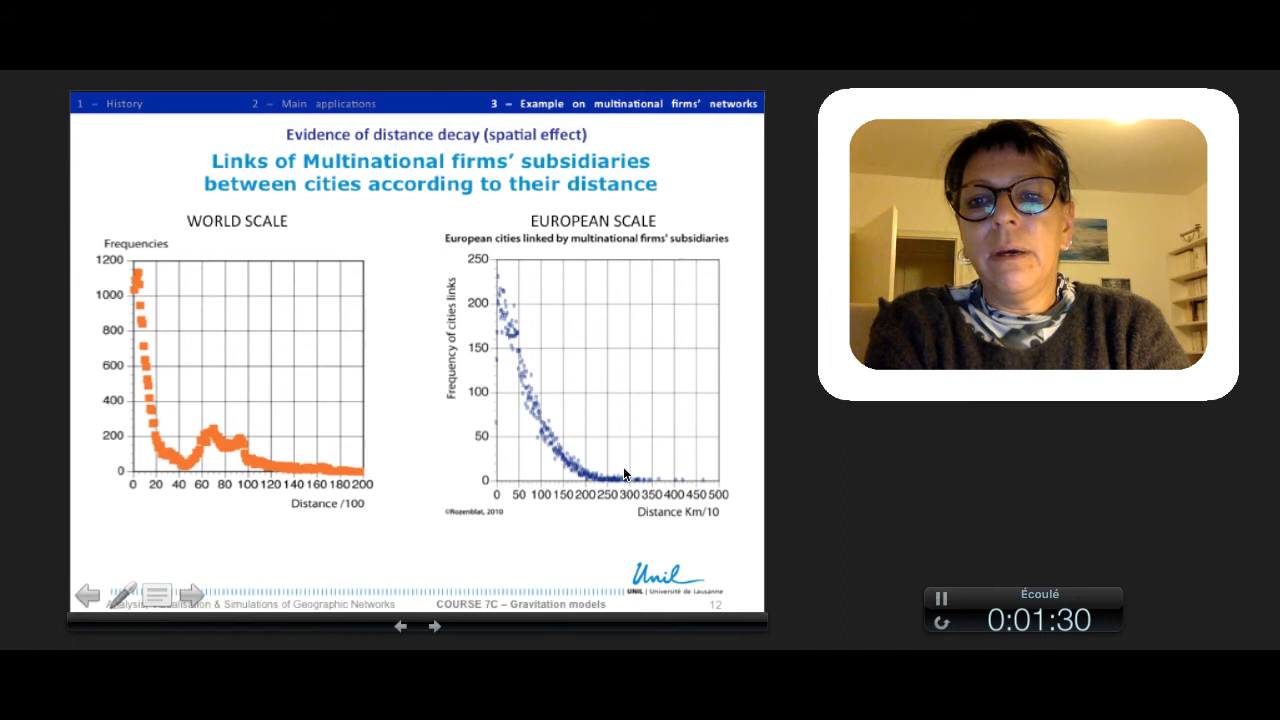 1 – History 2 – Main applications 3 – Example on multinational firms' networks
Evidence of distance decay (spatial effect)
Links of Multinational firms' subsidiaries
between cities according to their distance
WORLD SCALE
Frequencies
1200
1000
800
600
400
200
0
0 20 40 60 80 100 120 140 160 180 200
Distance /100
EUROPEAN SCALE
European cities linked by multinational firms' subsidiaries
Frequency of cities links
250
200
150
100
50
0
0 50 100 150 200 250 300 350 400 450 500
©Rozenblat, 2010
Distance Km/10
Unil
UNIL | Université de Lausanne
Analysis, Visualisation & Simulations of Geographic Networks COURSE 7C – Gravitation models 12
Écoulé
0:01:30